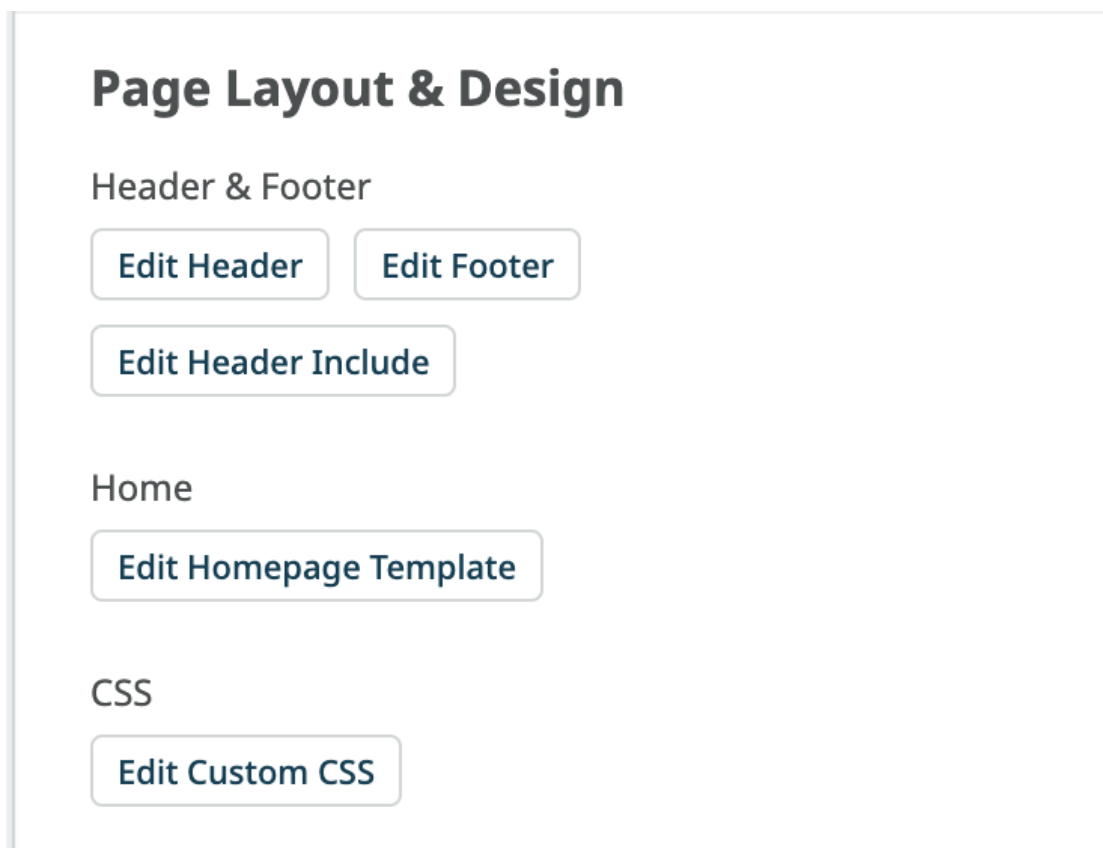 Page Layout & Design
Header & Footer
Edit Header Edit Footer
Edit Header Include
Home
Edit Homepage Template
CSS
Edit Custom CSS